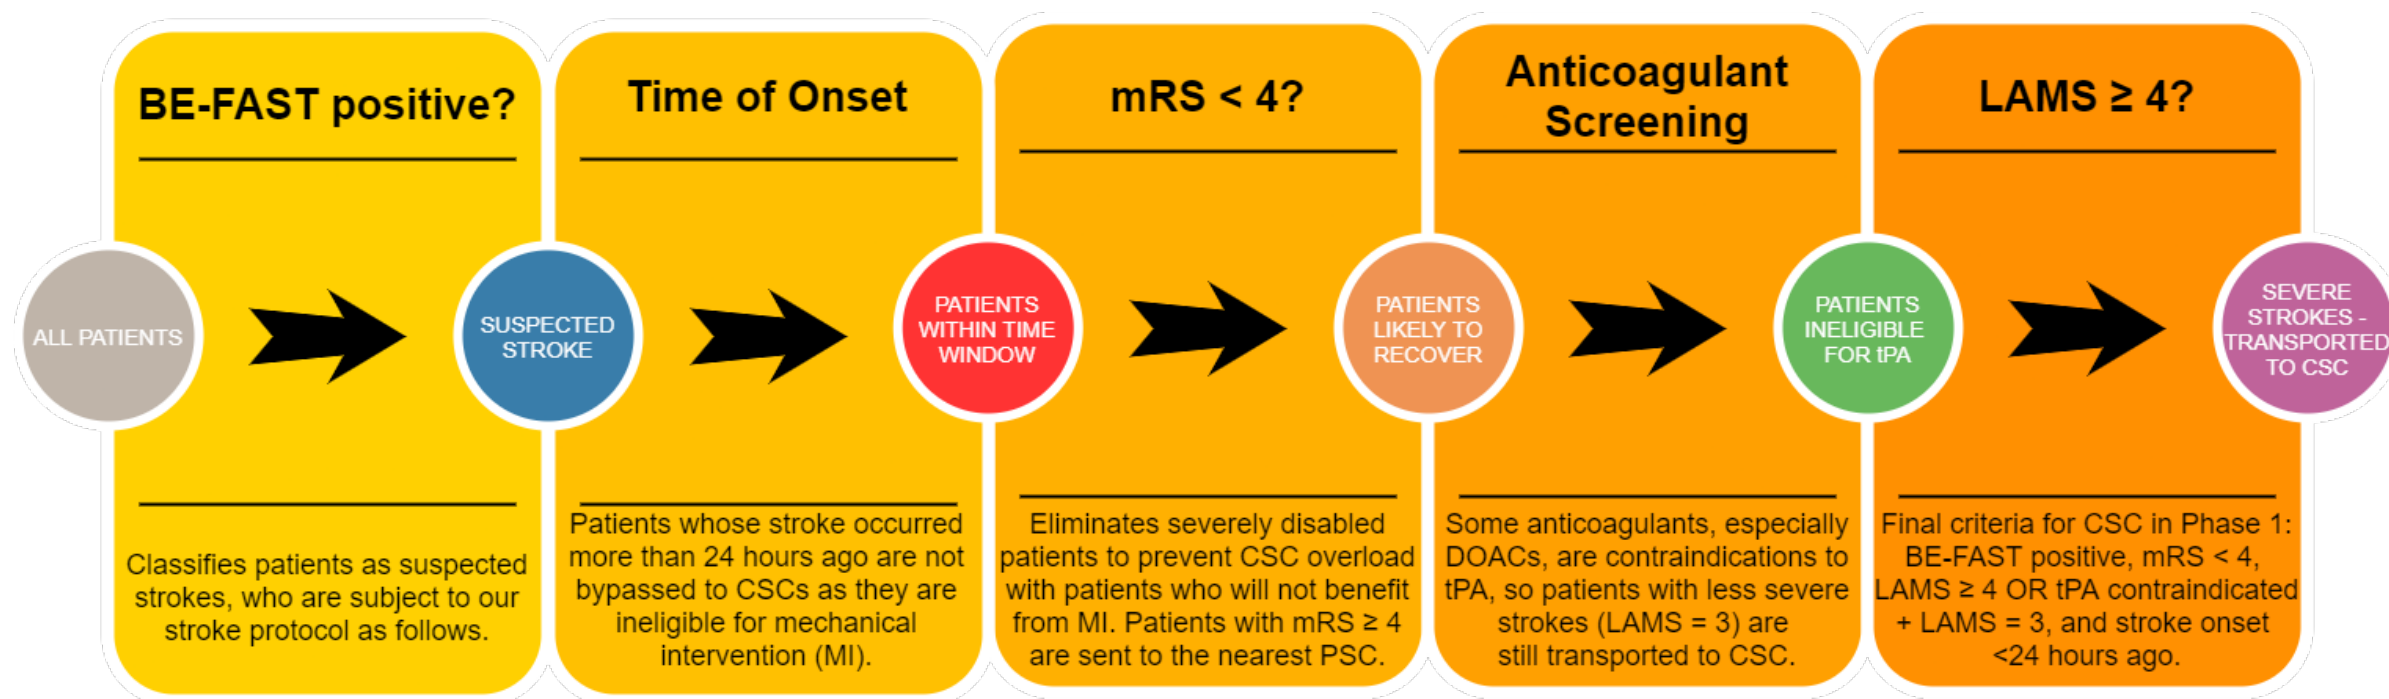 BE-FAST positive?
Time of Onset
mRS < 4?
Anticoagulant
Screening
LAMS ≥ 4?
ALL PATIENTS
SUSPECTED
STROKE
PATIENTS
WITHIN TIME
WINDOW
PATIENTS
LIKELY TO
RECOVER
PATIENTS
INELIGIBLE
FOR tPA
SEVERE
STROKES -
TRANSPORTED
TO CSC
Classifies patients as suspected
strokes, who are subject to our
stroke protocol as follows.
Patients whose stroke occurred
more than 24 hours ago are not
bypassed to CSCs as they are
ineligible for mechanical
intervention (MI).
Eliminates severely disabled
patients to prevent CSC overload
with patients who will not benefit
from MI. Patients with mRS ≥ 4
are sent to the nearest PSC.
Some anticoagulants, especially
DOACs, are contraindications to
tPA, so patients with less severe
strokes (LAMS = 3) are
still transported to CSC.
Final criteria for CSC in Phase 1:
BE-FAST positive, mRS < 4,
LAMS ≥ 4 OR tPA contraindicated
+ LAMS = 3, and stroke onset
<24 hours ago.